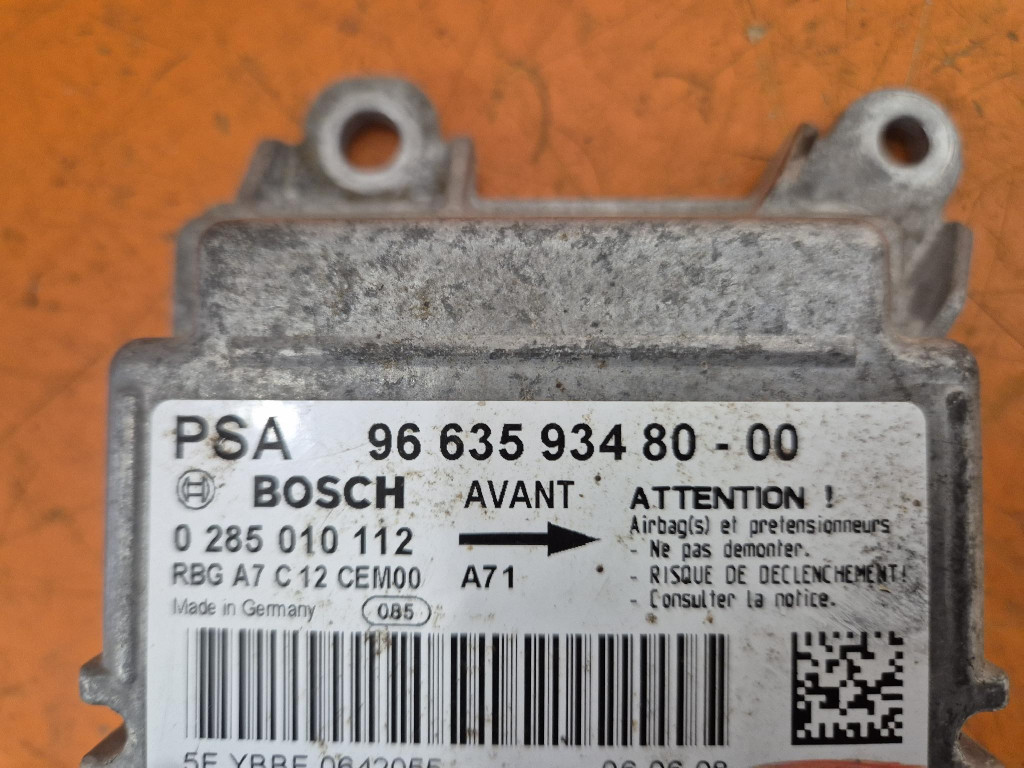 PSA 96 635 934 80 - 00
BOSCH AVANT
0 285 010 112
RBG A7 C 12 CEM00 A71
Made in Germany 085
ATTENTION !
Airbag(s) et pretensionneurs
- Ne pas demonter.
- RISQUE DE DECLENCHEMENT!
- Consulter la notice.